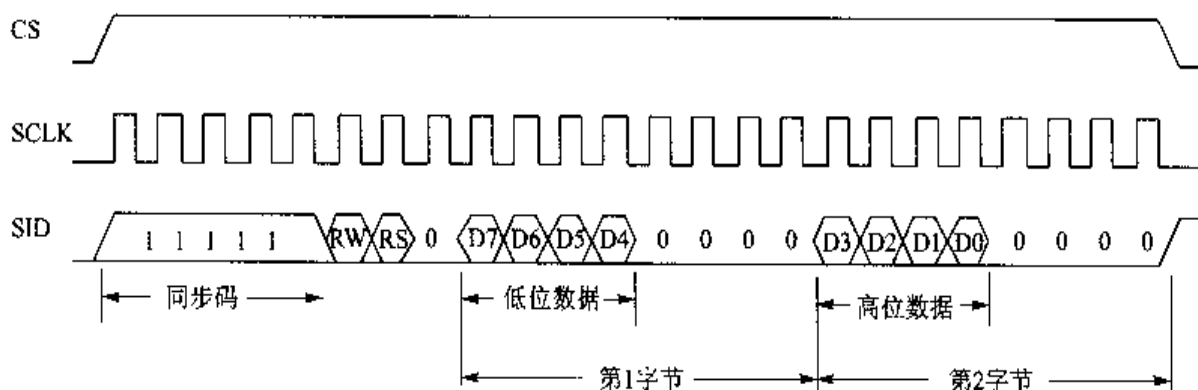 CS
SCLK
SID 1 1 1 1 1 RW RS 0 D7 D6 D5 D4 0 0 0 0 D3 D2 D1 D0 0 0 0 0
同步码 低位数据 高位数据
第1字节 第2字节